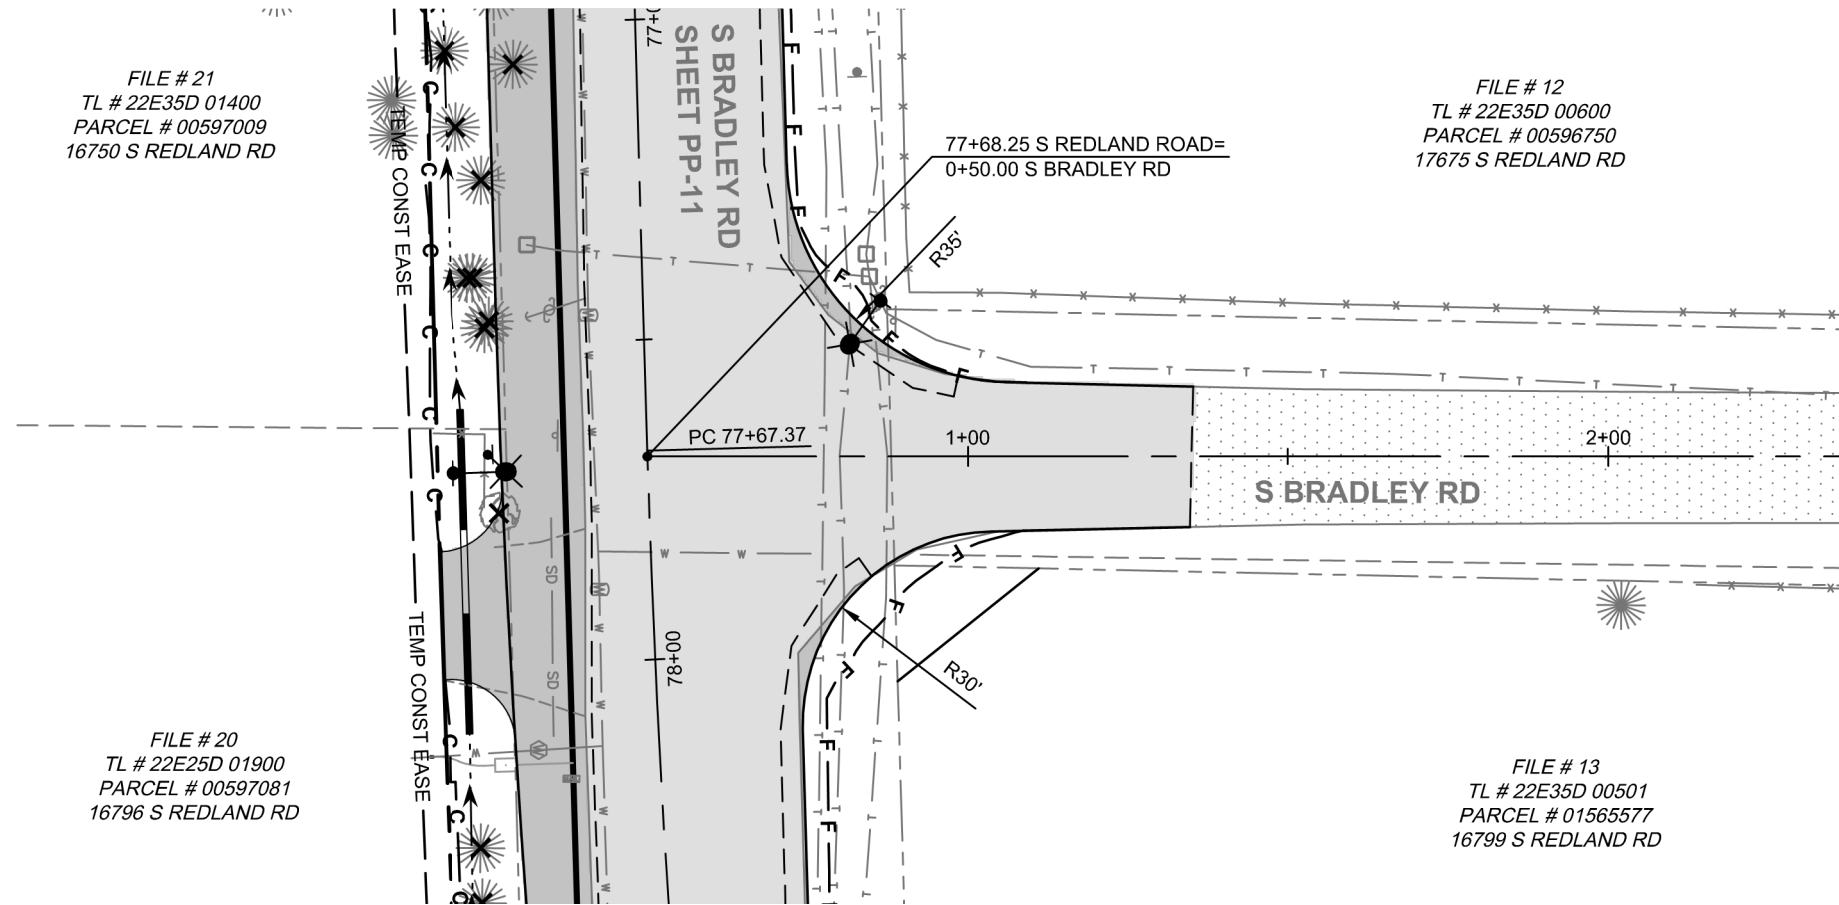 FILE # 21
TL # 22E35D 01400
PARCEL # 00597009
16750 S REDLAND RD
TEMP CONST EASE
S BRADLEY RD
SHEET PP-11
77+68.25 S REDLAND ROAD=
0+50.00 S BRADLEY RD
R35'
FILE # 12
TL # 22E35D 00600
PARCEL # 00596750
17675 S REDLAND RD
PC 77+67.37
1+00
2+00
S BRADLEY RD
SD
SD
78+00
R30'
TEMP CONST EASE
FILE # 20
TL # 22E25D 01900
PARCEL # 00597081
16796 S REDLAND RD
FILE # 13
TL # 22E35D 00501
PARCEL # 01565577
16799 S REDLAND RD